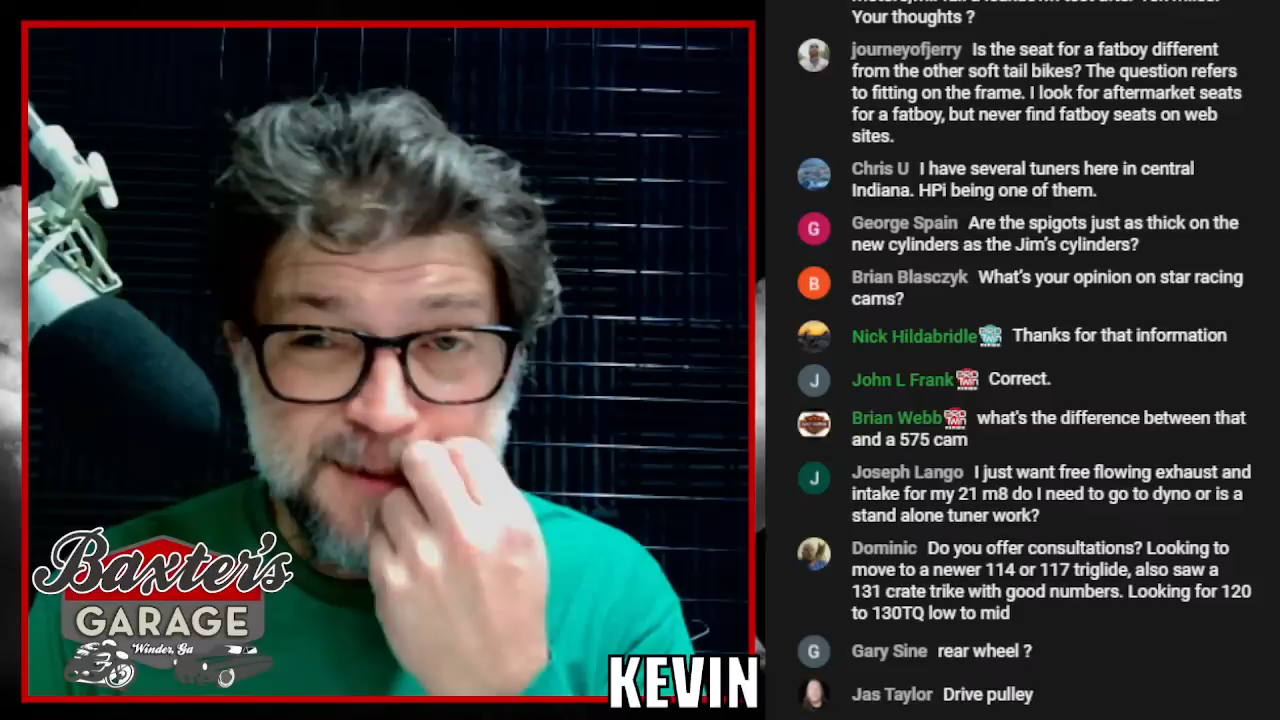 Your thoughts ?
journeyofjerry Is the seat for a fatboy different
from the other soft tail bikes? The question refers
to fitting on the frame. I look for aftermarket seats
for a fatboy, but never find fatboy seats on web
sites.
Chris U I have several tuners here in central
Indiana. HPi being one of them.
G George Spain Are the spigots just as thick on the
new cylinders as the Jim's cylinders?
B Brian Blasczyk What's your opinion on star racing
cams?
Nick Hildabridle Thanks for that information
J John L Frank Correct.
Brian Webb what's the difference between that
and a 575 cam
J Joseph Lango I just want free flowing exhaust and
intake for my 21 m8 do I need to go to dyno or is a
stand alone tuner work?
Dominic Do you offer consultations? Looking to
move to a newer 114 or 117 triglide, also saw a
131 crate trike with good numbers. Looking for 120
to 130TQ low to mid
G Gary Sine rear wheel ?
Jas Taylor Drive pulley
Baxter's
GARAGE
Winder, Ga
KEVIN